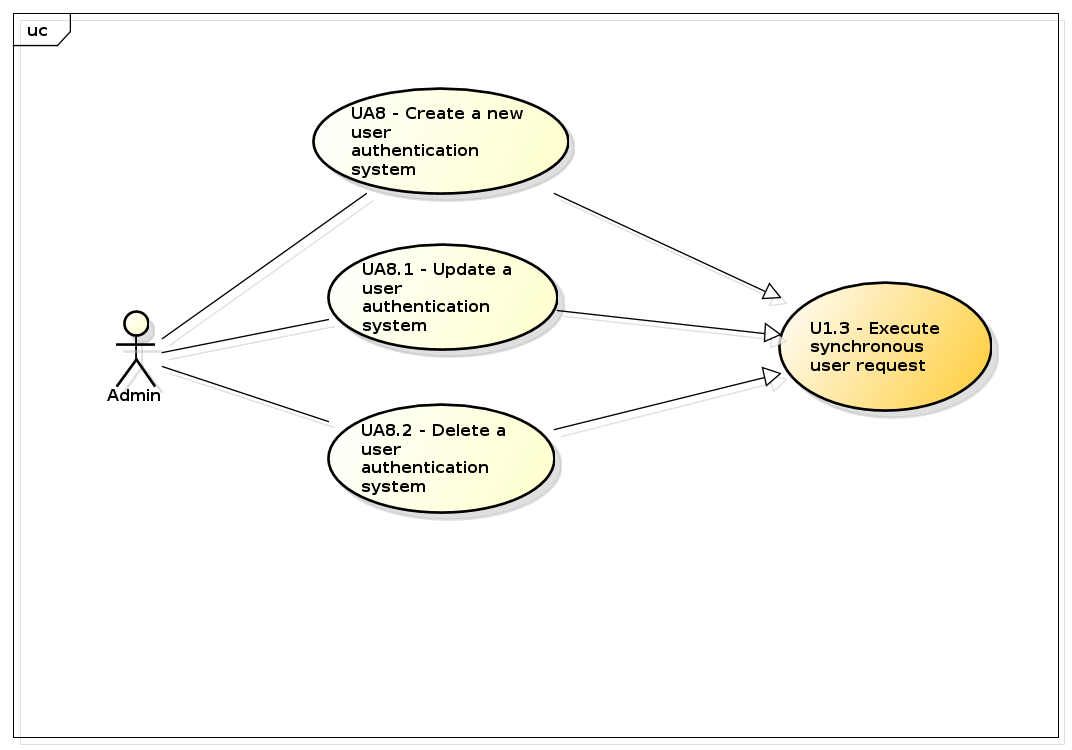 uc
UA8 - Create a new
user
authentication
system
UA8.1 - Update a
user
authentication
system
U1.3 - Execute
synchronous
user request
Admin
UA8.2 - Delete a
user
authentication
system